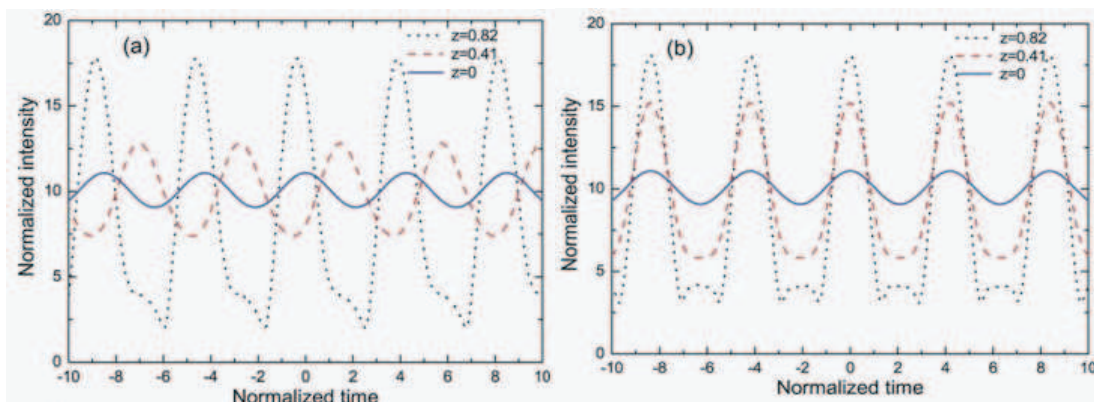 20
15
10
5
0
Normalized intensity
(a)
z=0.82
z=0.41
z=0
-10 -8 -6 -4 -2 0 2 4 6 8 10
Normalized time
20
15
10
5
0
Normalized intensity
(b)
z=0.82
z=0.41
z=0
-10 -8 -6 -4 -2 0 2 4 6 8 10
Normalized time